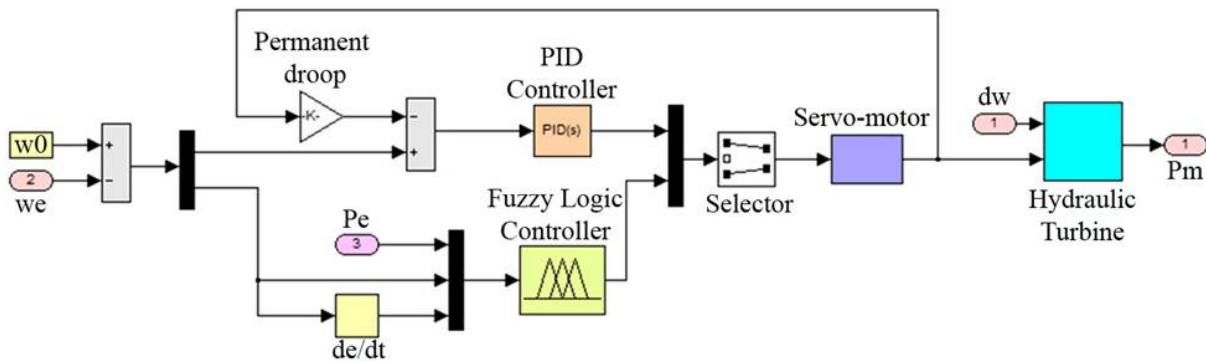 Permanent
droop
-K-
PID
Controller
PID(s)
-
+
w0
+
2
-
we
Pe
3
de/dt
Fuzzy Logic
Controller
Selector
Servo-motor
dw
1
Hydraulic
Turbine
1
Pm